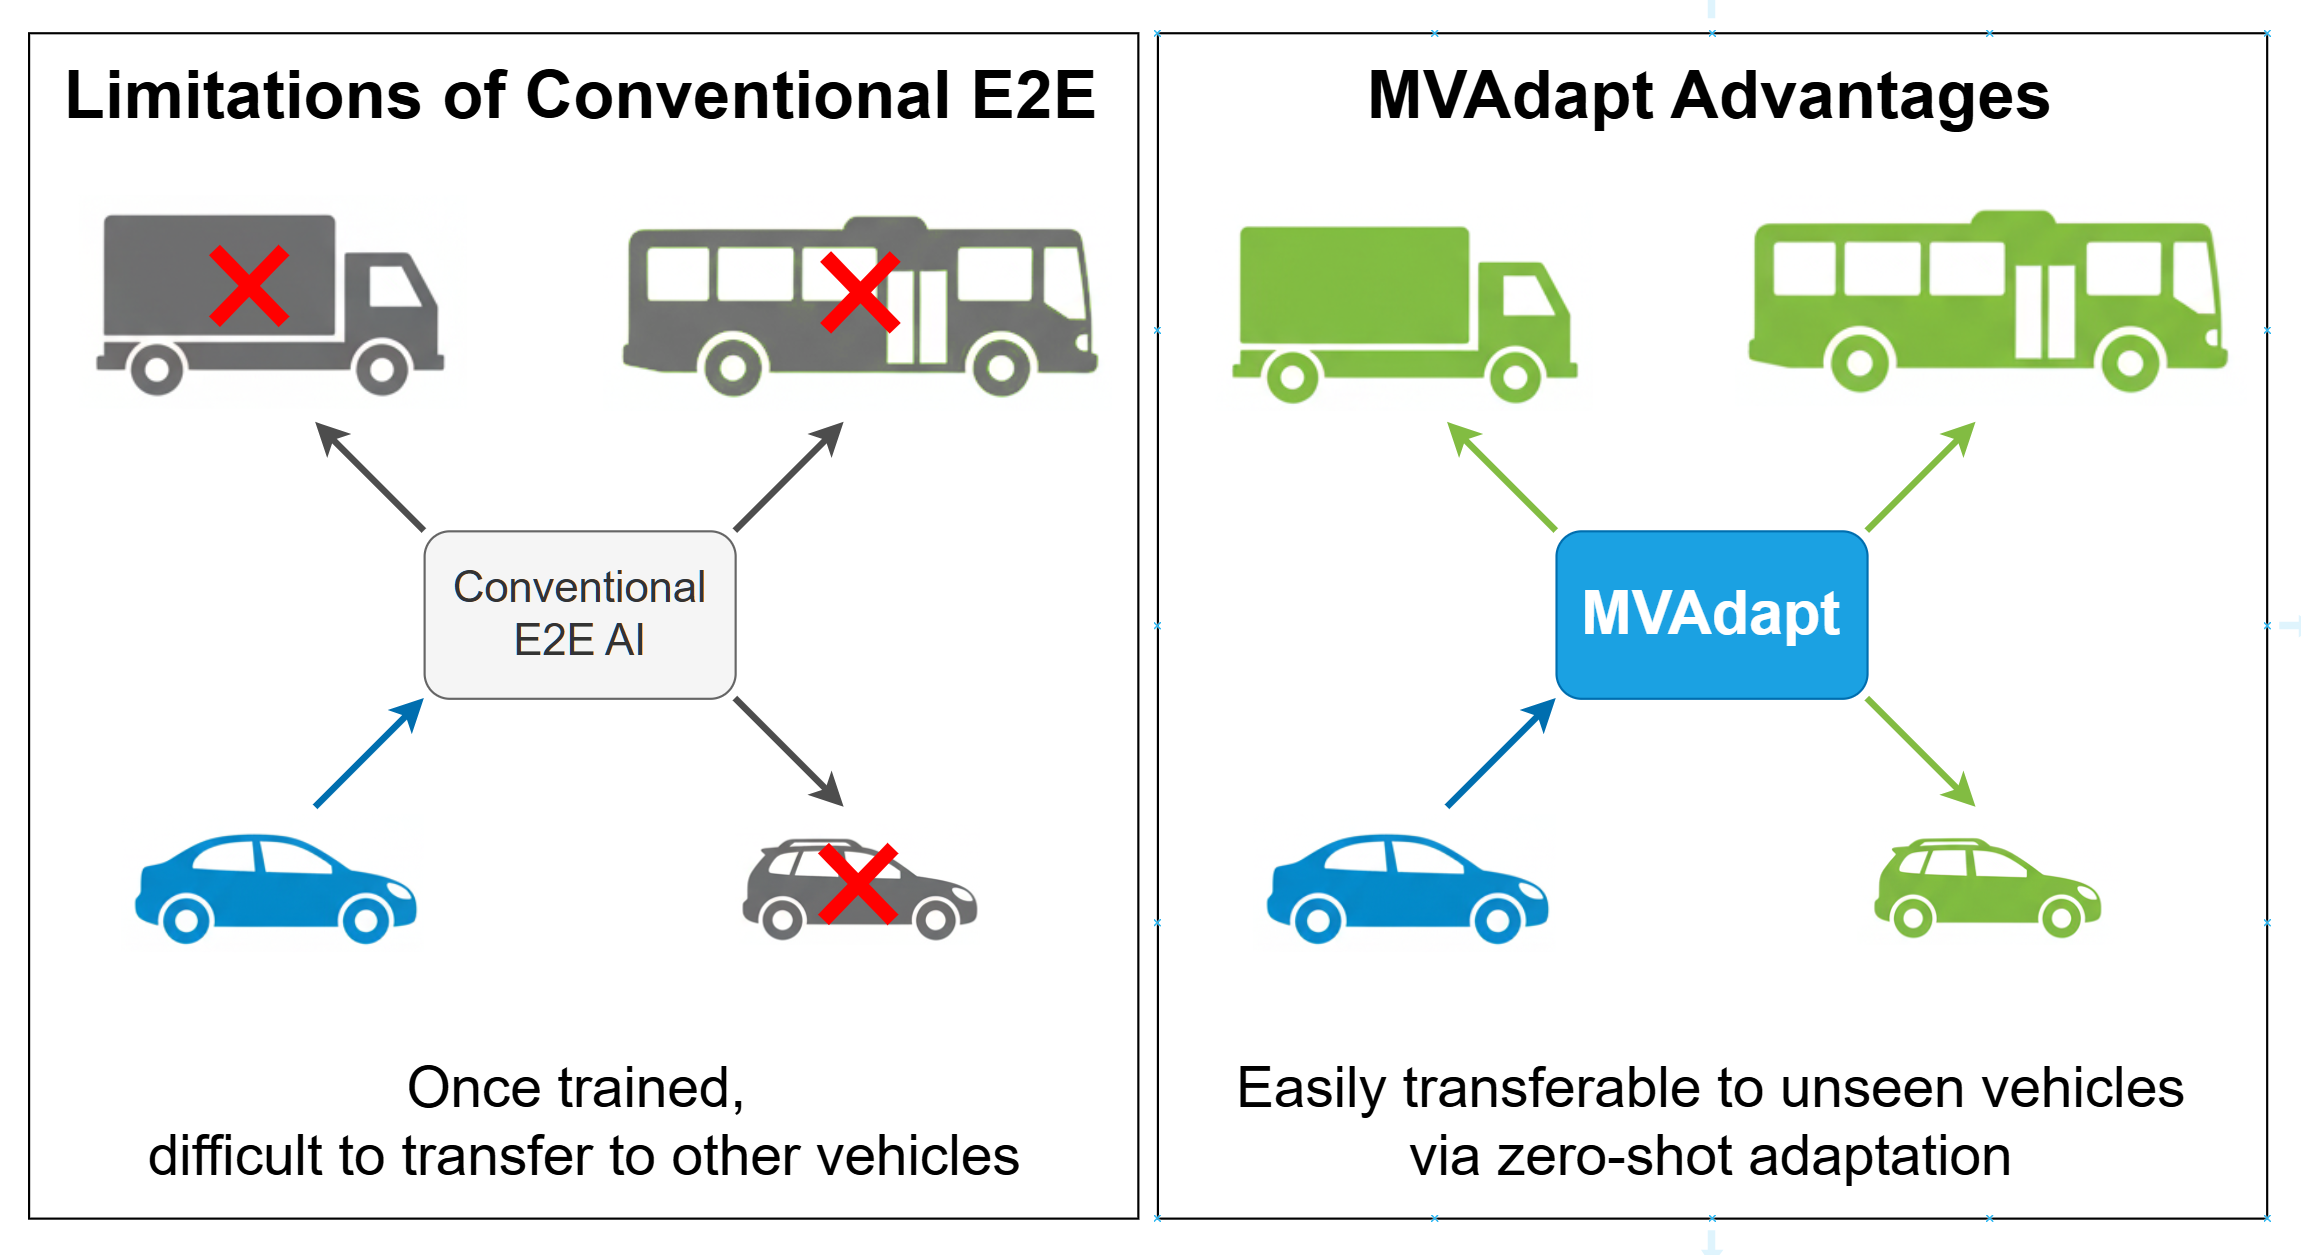 Limitations of Conventional E2E
Conventional
E2E AI
Once trained,
difficult to transfer to other vehicles
MVAdapt Advantages
MVAdapt
Easily transferable to unseen vehicles
via zero-shot adaptation